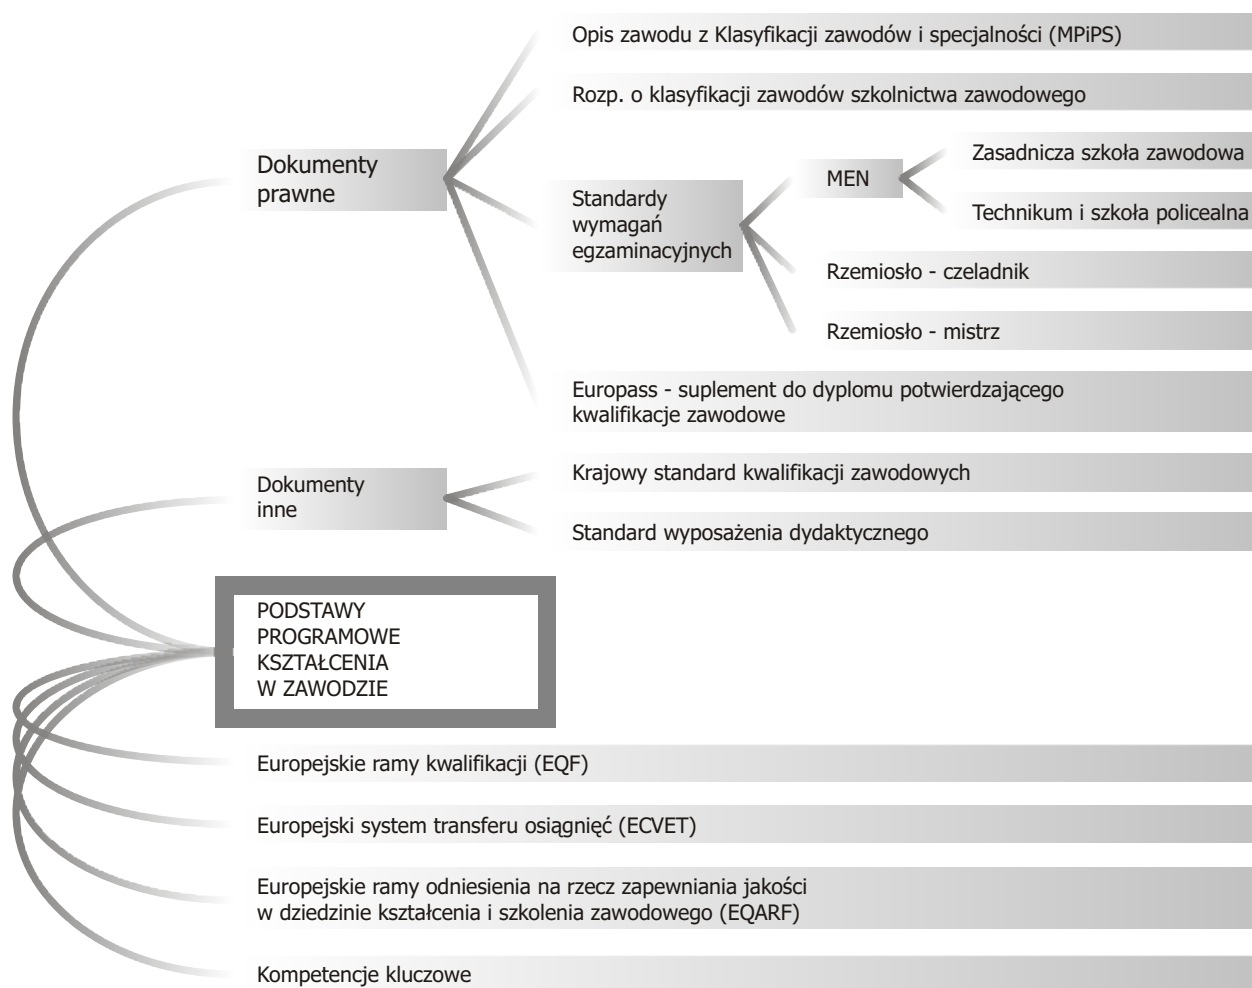 Opis zawodu z Klasyfikacji zawodów i specjalności (MPiPS)
Rozp. o klasyfikacji zawodów szkolnictwa zawodowego
Dokumenty
prawne
Standardy
wymagań
egzaminacyjnych
MEN
Zasadnicza szkoła zawodowa
Technikum i szkoła policealna
Rzemiosło - czeladnik
Rzemiosło - mistrz
Europass - suplement do dyplomu potwierdzającego
kwalifikacje zawodowe
Dokumenty
inne
Krajowy standard kwalifikacji zawodowych
Standard wyposażenia dydaktycznego
PODSTAWY
PROGRAMOWE
KSZTAŁCENIA
W ZAWODZIE
Europejskie ramy kwalifikacji (EQF)
Europejski system transferu osiągnięć (ECVET)
Europejskie ramy odniesienia na rzecz zapewniania jakości
w dziedzinie kształcenia i szkolenia zawodowego (EQARF)
Kompetencje kluczowe